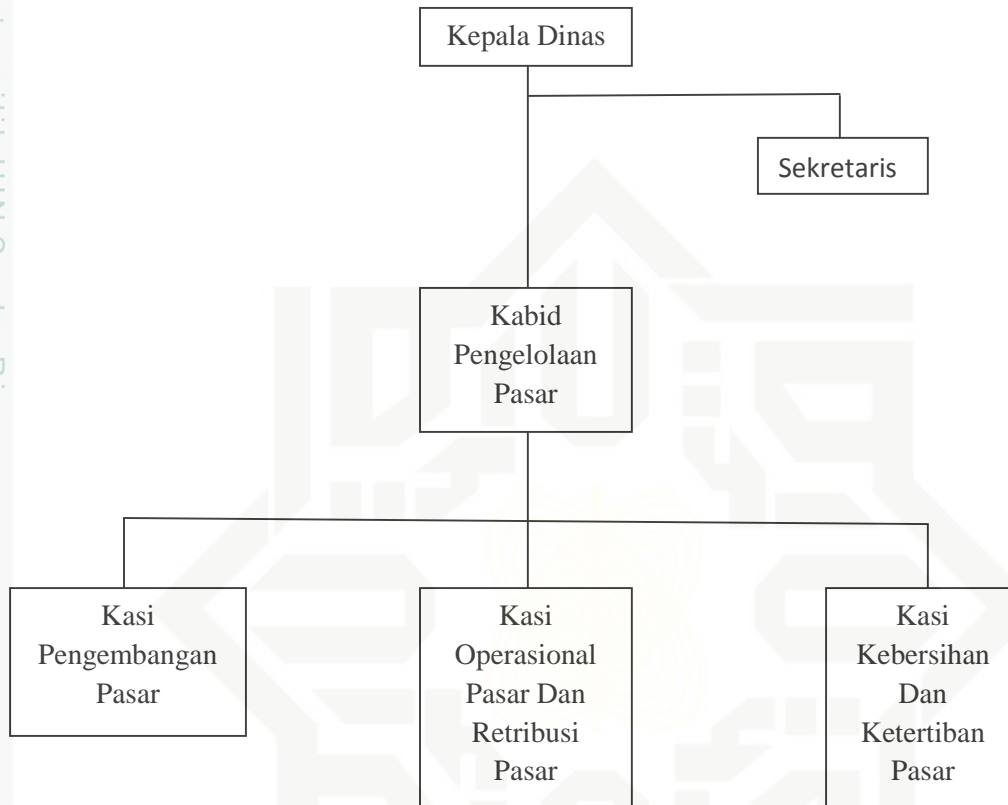 Kepala Dinas
Sekretaris
Kabid
Pengelolaan
Pasar
Kasi
Pengembangan
Pasar
Kasi
Operasional
Pasar Dan
Retribusi
Pasar
Kasi
Kebersihan
Dan
Ketertiban
Pasar